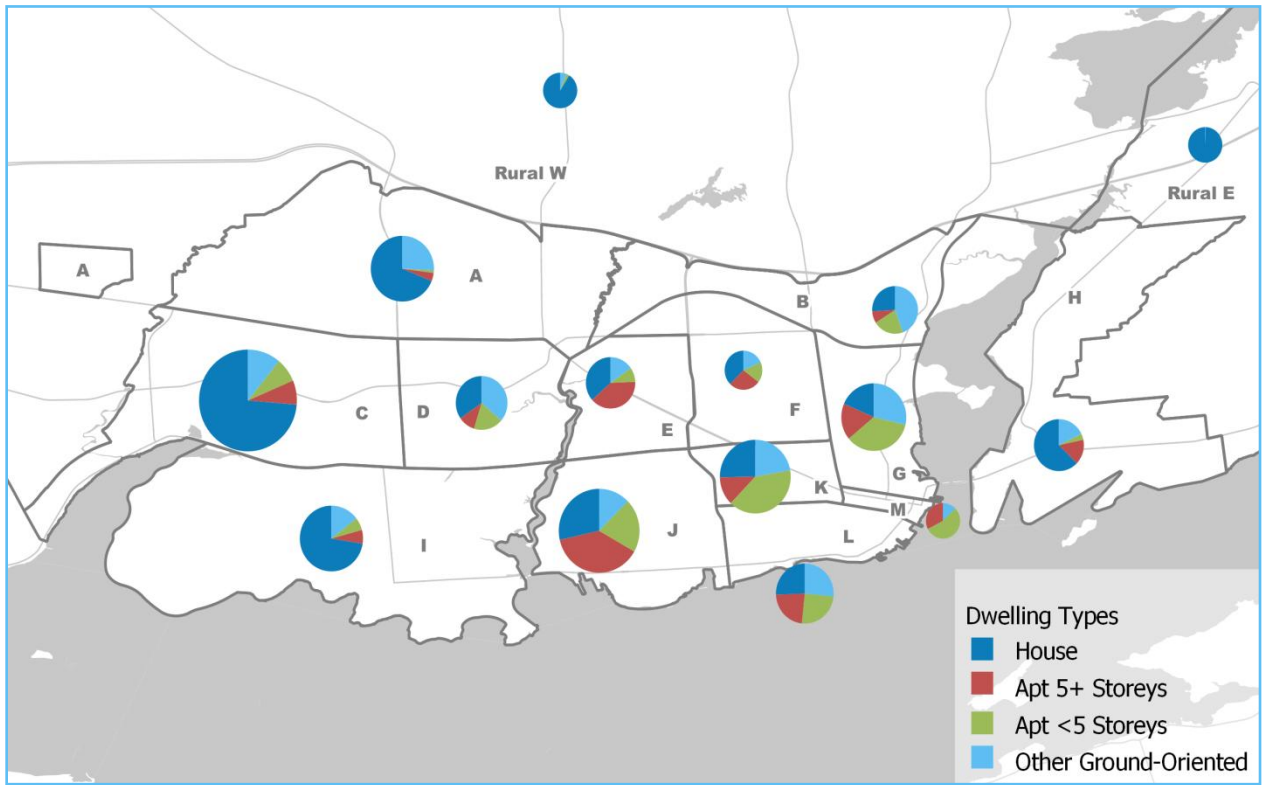 Rural W
Rural E
A
A
B
H
C
D
E
F
G
K
M
I
J
L
Dwelling Types
House
Apt 5+ Storeys
Apt <5 Storeys
Other Ground-Oriented